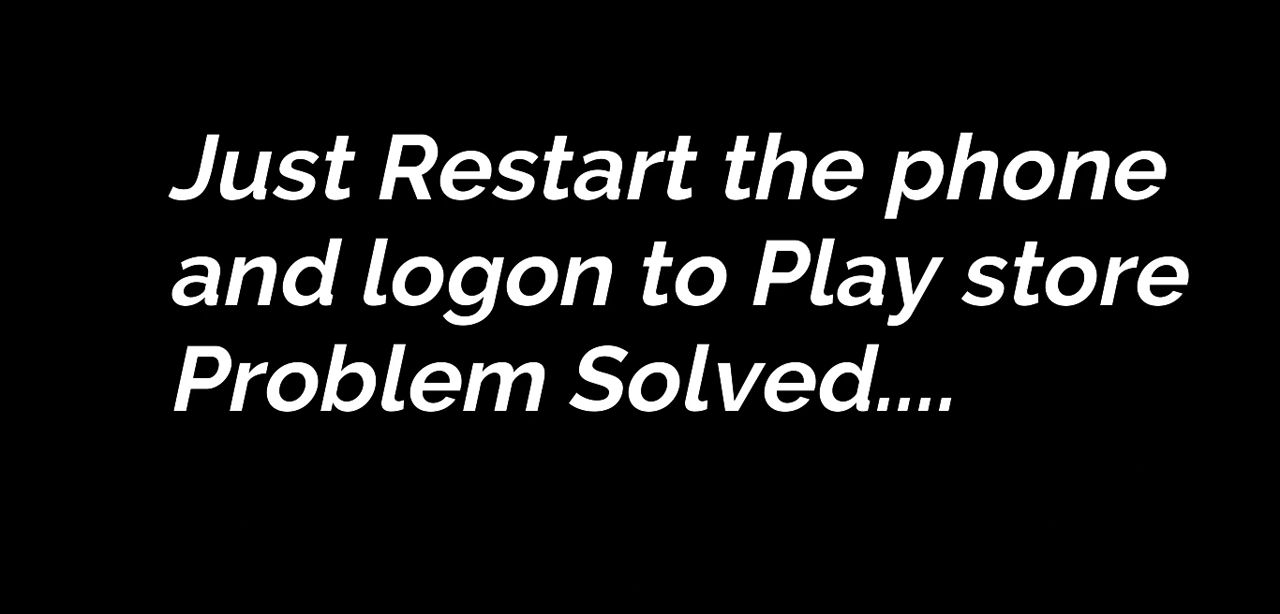 Just Restart the phone
and logon to Play store
Problem Solved....